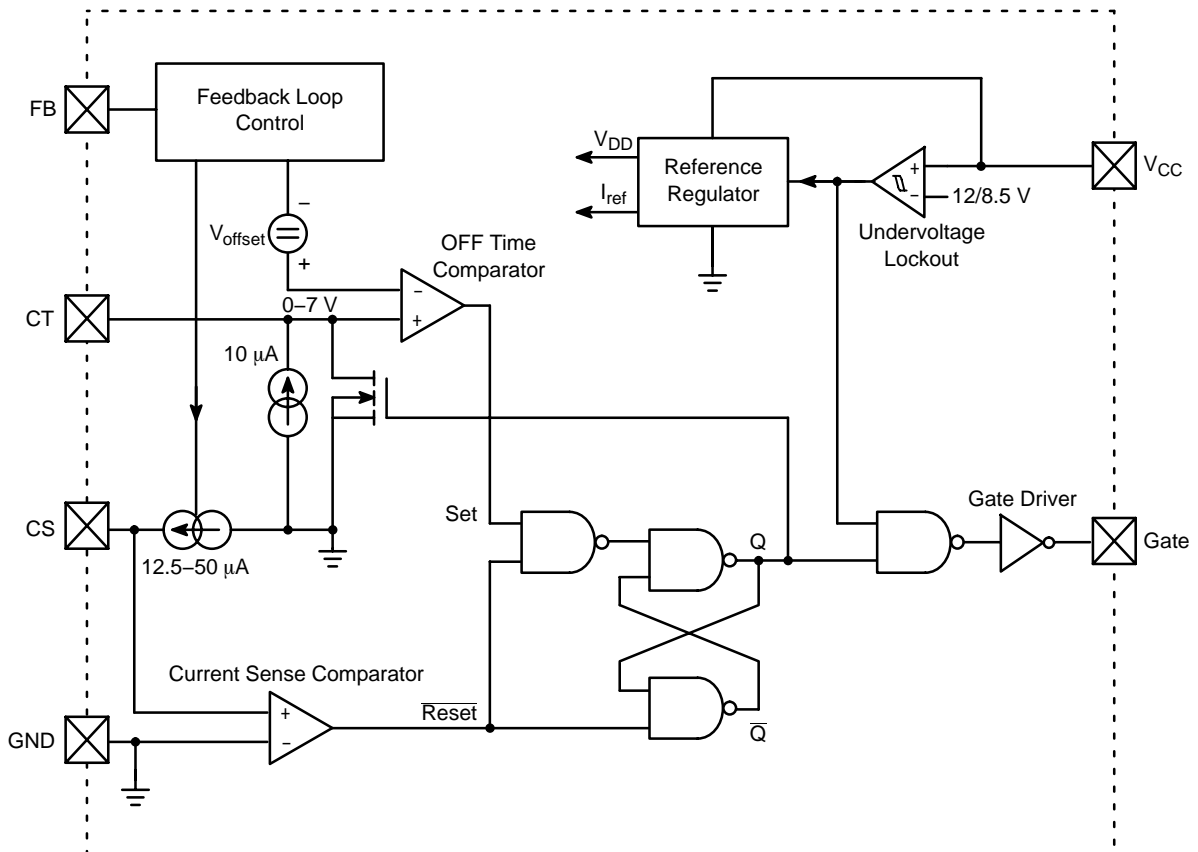 FB
Feedback Loop
Control
V_DD
I_ref
Reference
Regulator
+
−
12/8.5 V
V_CC
Undervoltage
Lockout
−
V_offset
+
OFF Time
Comparator
CT
0−7 V
−
+
10 μA
CS
12.5−50 μA
Set
Q
Gate Driver
Gate
Current Sense Comparator
+
−
R̅e̅s̅e̅t̅
Q̅
GND